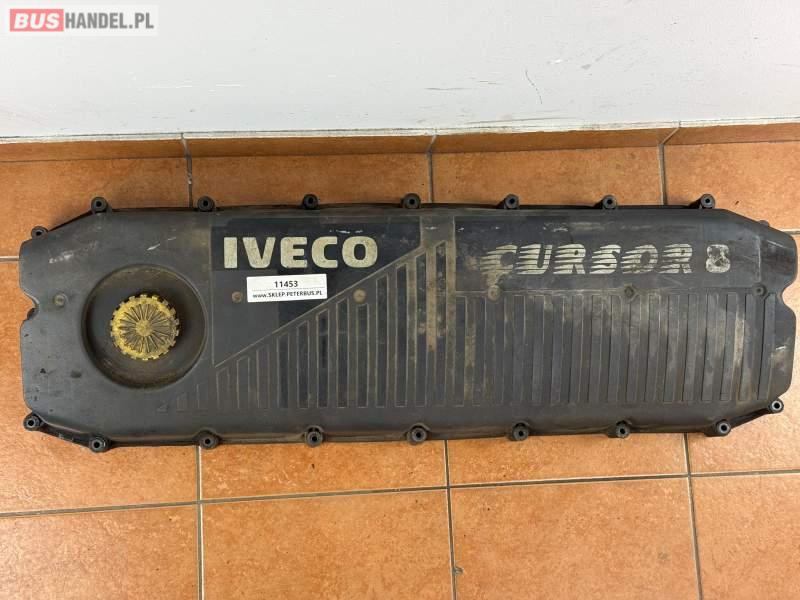 BUSHANDEL.PL
IVECO
CURSOR 8
11453
www.SKLEP.PETERBUS.PL